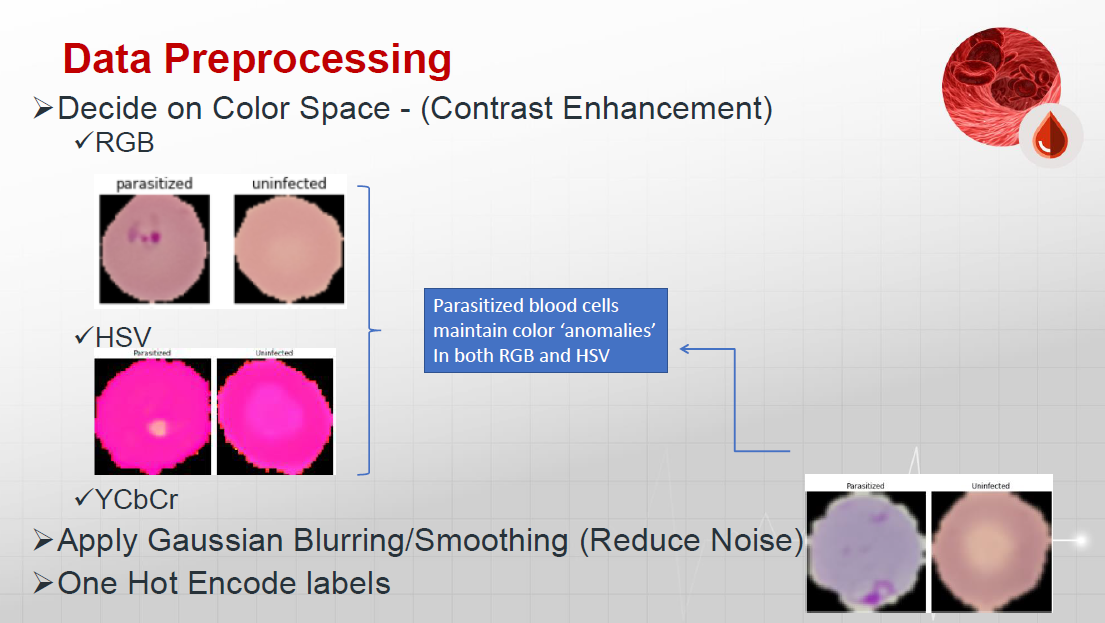 Data Preprocessing
➢Decide on Color Space - (Contrast Enhancement)
✓RGB
parasitized uninfected
✓HSV
Parasitized Uninfected
Parasitized blood cells
maintain color ‘anomalies’
In both RGB and HSV
✓YCbCr
➢Apply Gaussian Blurring/Smoothing (Reduce Noise)
Parasitized Uninfected
➢One Hot Encode labels